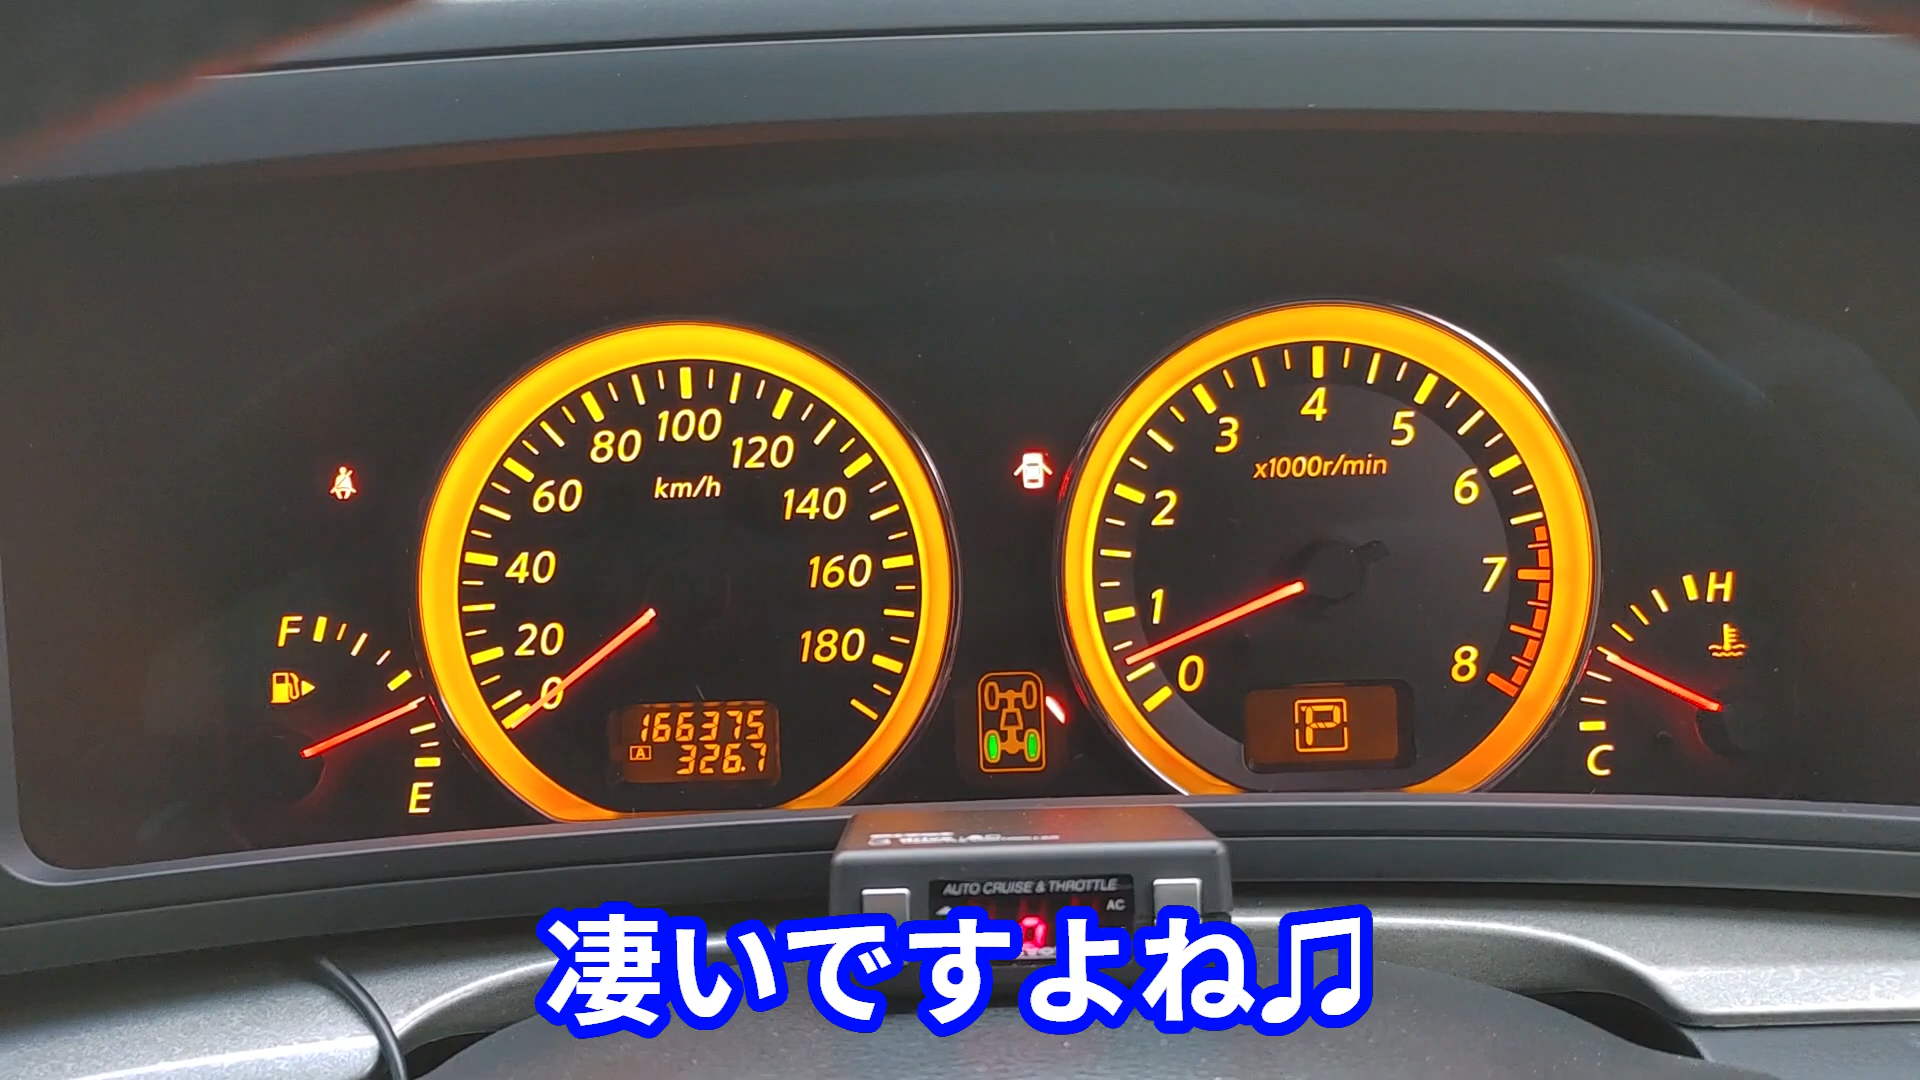 80 100 120
60 km/h 140
40 160
20 180
0
F
E
166375
A 326.7
3 4 5
x1000r/min
2 6
1 7
0 8
P
H
C
AUTO CRUISE & THROTTLE
AC
凄いですよね♫